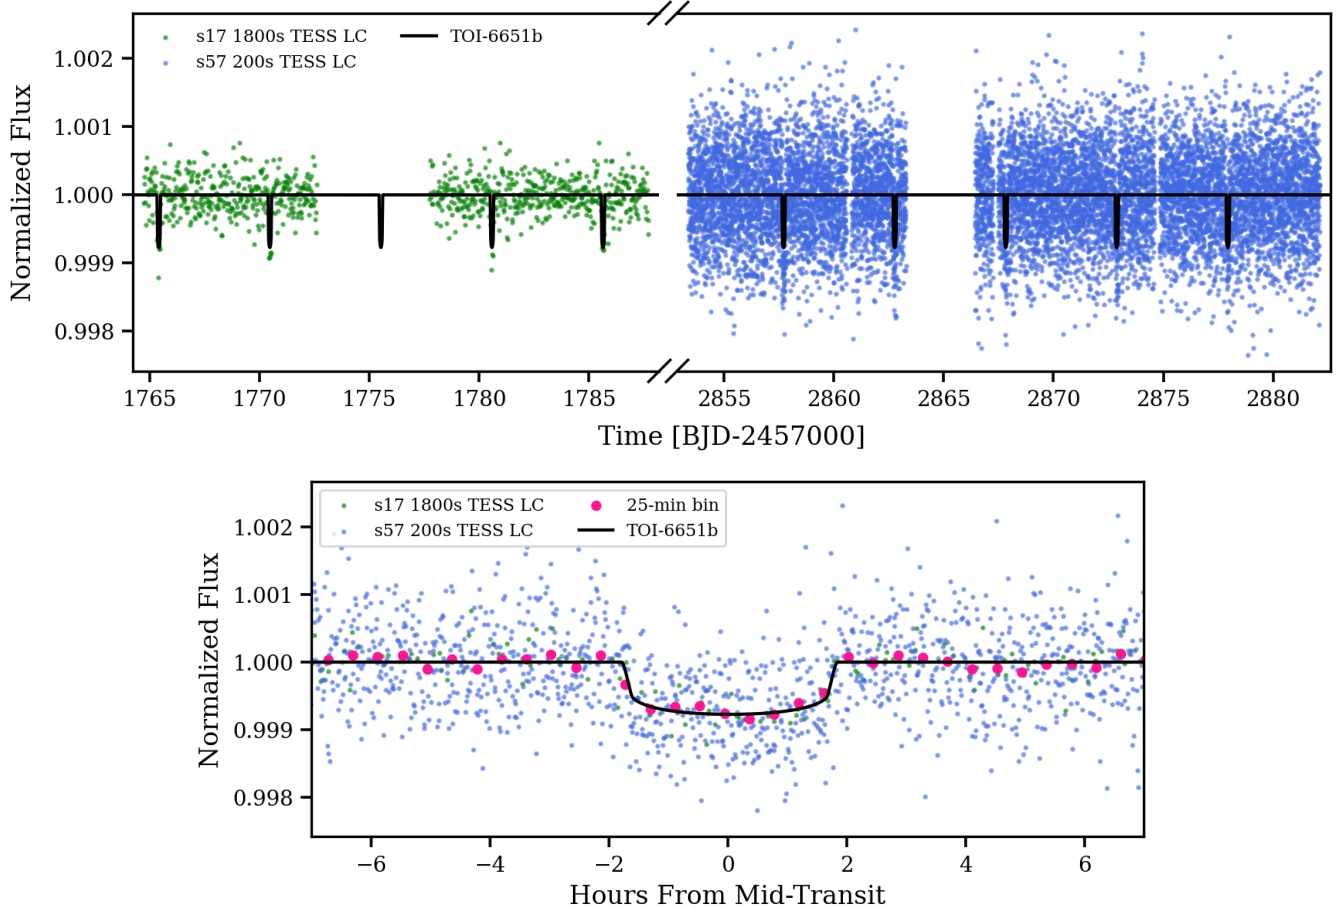 s17 1800s TESS LC
s57 200s TESS LC
TOI-6651b
Normalized Flux
1.002
1.001
1.000
0.999
0.998
1765 1770 1775 1780 1785 2855 2860 2865 2870 2875 2880
Time [BJD-2457000]
s17 1800s TESS LC
s57 200s TESS LC
25-min bin
TOI-6651b
Normalized Flux
1.002
1.001
1.000
0.999
0.998
−6 −4 −2 0 2 4 6
Hours From Mid-Transit